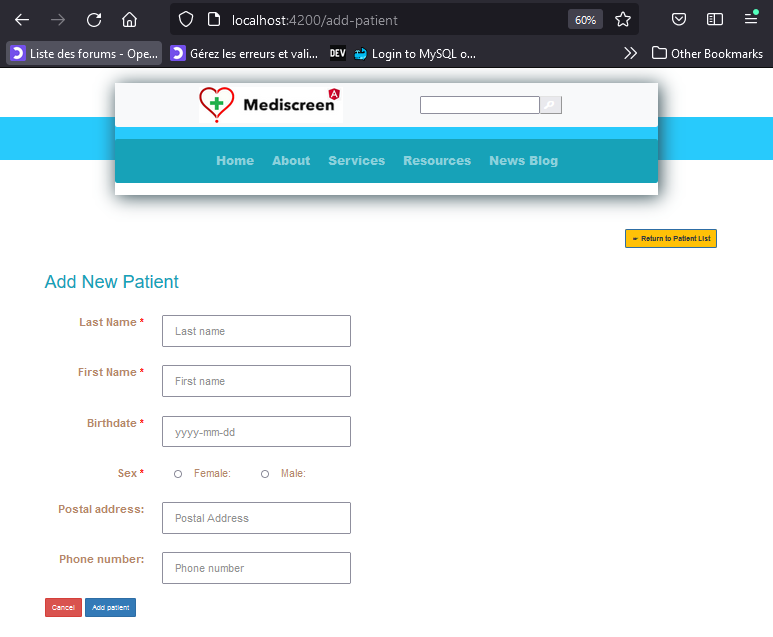 localhost:4200/add-patient
60%
Liste des forums - Ope... Gérez les erreurs et vali... DEV Login to MySQL o... Other Bookmarks
Mediscreen A
Home About Services Resources News Blog
Return to Patient List
Add New Patient
Last Name *
Last name
First Name *
First name
Birthdate *
yyyy-mm-dd
Sex * Female: Male:
Postal address:
Postal Address
Phone number:
Phone number
Cancel Add patient